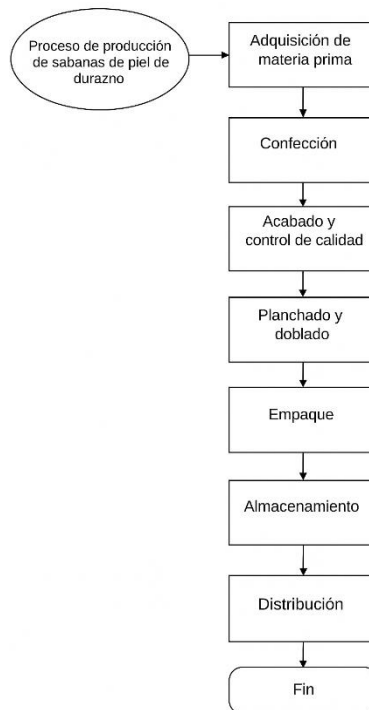 Proceso de producción
de sabanas de piel de
durazno
Adquisición de
materia prima
Confección
Acabado y
control de calidad
Planchado y
doblado
Empaque
Almacenamiento
Distribución
Fin